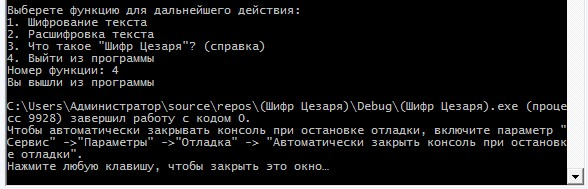 Выберете функцию для дальнейшего действия:
1. Шифрование текста
2. Расшифровка текста
3. Что такое "Шифр Цезаря"? (справка)
4. Выйти из программы
Номер функции: 4
Вы вышли из программы
C:\Users\Администратор\source\repos\(Шифр Цезаря)\Debug\(Шифр Цезаря).exe (проце
сс 9928) завершил работу с кодом 0.
Чтобы автоматически закрывать консоль при остановке отладки, включите параметр "
Сервис" ->"Параметры" ->"Отладка" -> "Автоматически закрыть консоль при остановк
е отладки".
Нажмите любую клавишу, чтобы закрыть это окно…